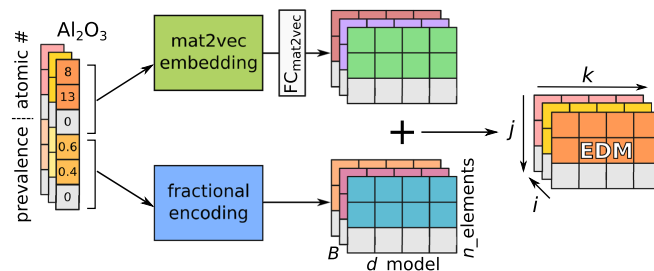 Al₂O₃
prevalence atomic #
8
13
0
0.6
0.4
0
mat2vec
embedding
FCmat2vec
fractional
encoding
+
B
d model
n_elements
k
j
i
EDM